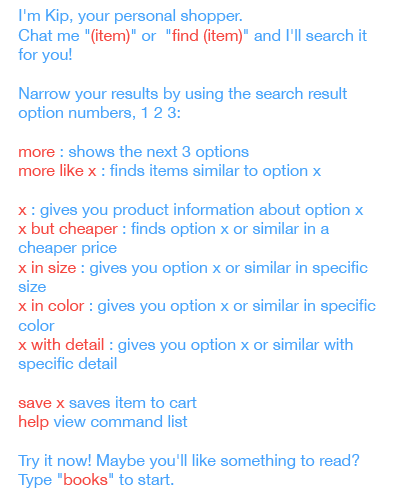 I'm Kip, your personal shopper.
Chat me "(item)" or  "find (item)" and I'll search it
for you!
Narrow your results by using the search result
option numbers, 1 2 3:
more : shows the next 3 options
more like x : finds items similar to option x
x : gives you product information about option x
x but cheaper : finds option x or similar in a
cheaper price
x in size : gives you option x or similar in specific
size
x in color : gives you option x or similar in specific
color
x with detail : gives you option x or similar with
specific detail
save x saves item to cart
help view command list
Try it now! Maybe you'll like something to read?
Type "books" to start.